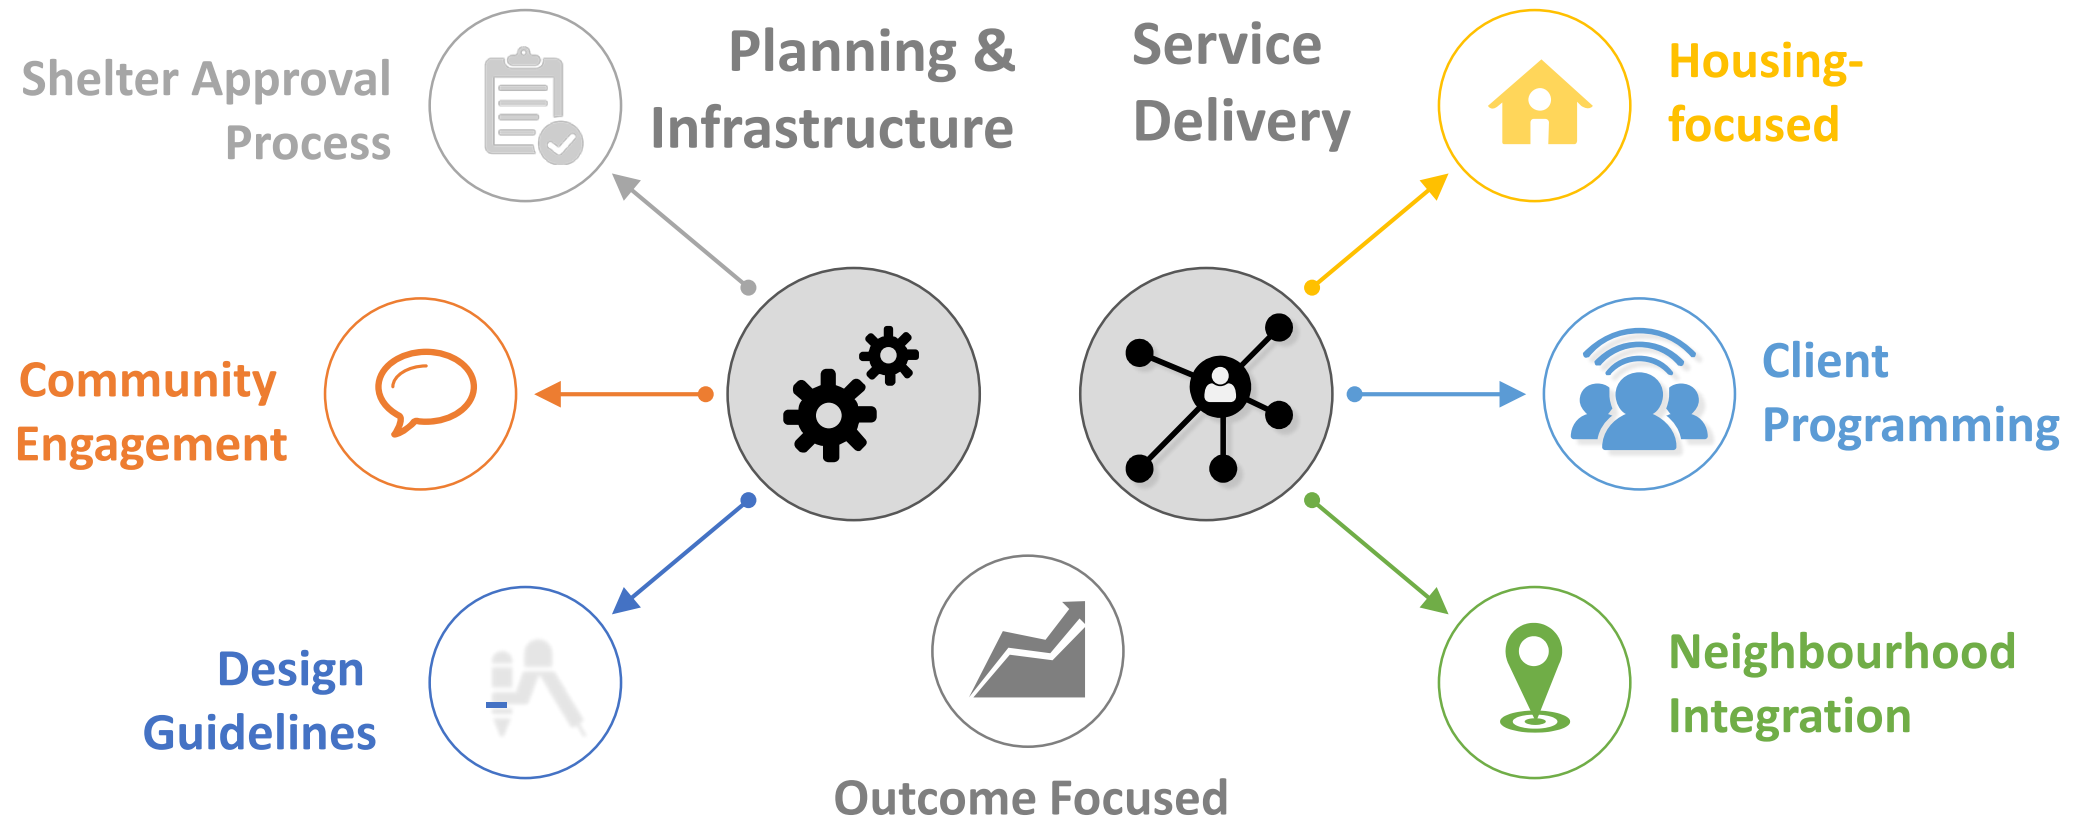 Planning &
Infrastructure
Service
Delivery
Shelter Approval
Process
Community
Engagement
Design
Guidelines
Housing-
focused
Client
Programming
Neighbourhood
Integration
Outcome Focused